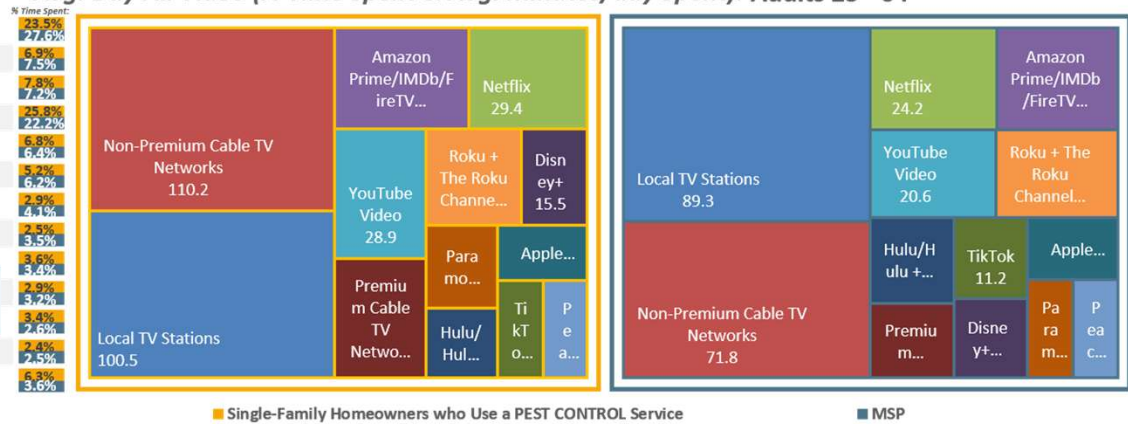 Adults 25 - 54
% Time Spent:
23.5%
27.6%
6.9%
7.5%
7.8%
7.2%
25.8%
22.2%
6.8%
6.4%
5.2%
6.2%
2.9%
4.1%
2.5%
3.5%
3.6%
3.4%
2.9%
3.2%
3.4%
2.6%
2.4%
2.5%
6.3%
3.6%
Non-Premium Cable TV
Networks
110.2
Local TV Stations
100.5
Amazon
Prime/IMDb/F
ireTV...
Netflix
29.4
YouTube
Video
28.9
Roku +
The Roku
Channe...
Disn
ey+
15.5
Premiu
m Cable
TV
Netwo...
Para
mo...
Apple...
Hulu/
Hul...
Ti
kT
o...
P
e
a...
Local TV Stations
89.3
Non-Premium Cable TV
Networks
71.8
Netflix
24.2
Amazon
Prime/IMDb
/FireTV...
YouTube
Video
20.6
Roku + The
Roku
Channel...
Hulu/H
ulu +...
TikTok
11.2
Apple...
Premiu
m...
Disne
y+...
Pa
ra
m...
P
eac
c...
Single-Family Homeowners who Use a PEST CONTROL Service
MSP